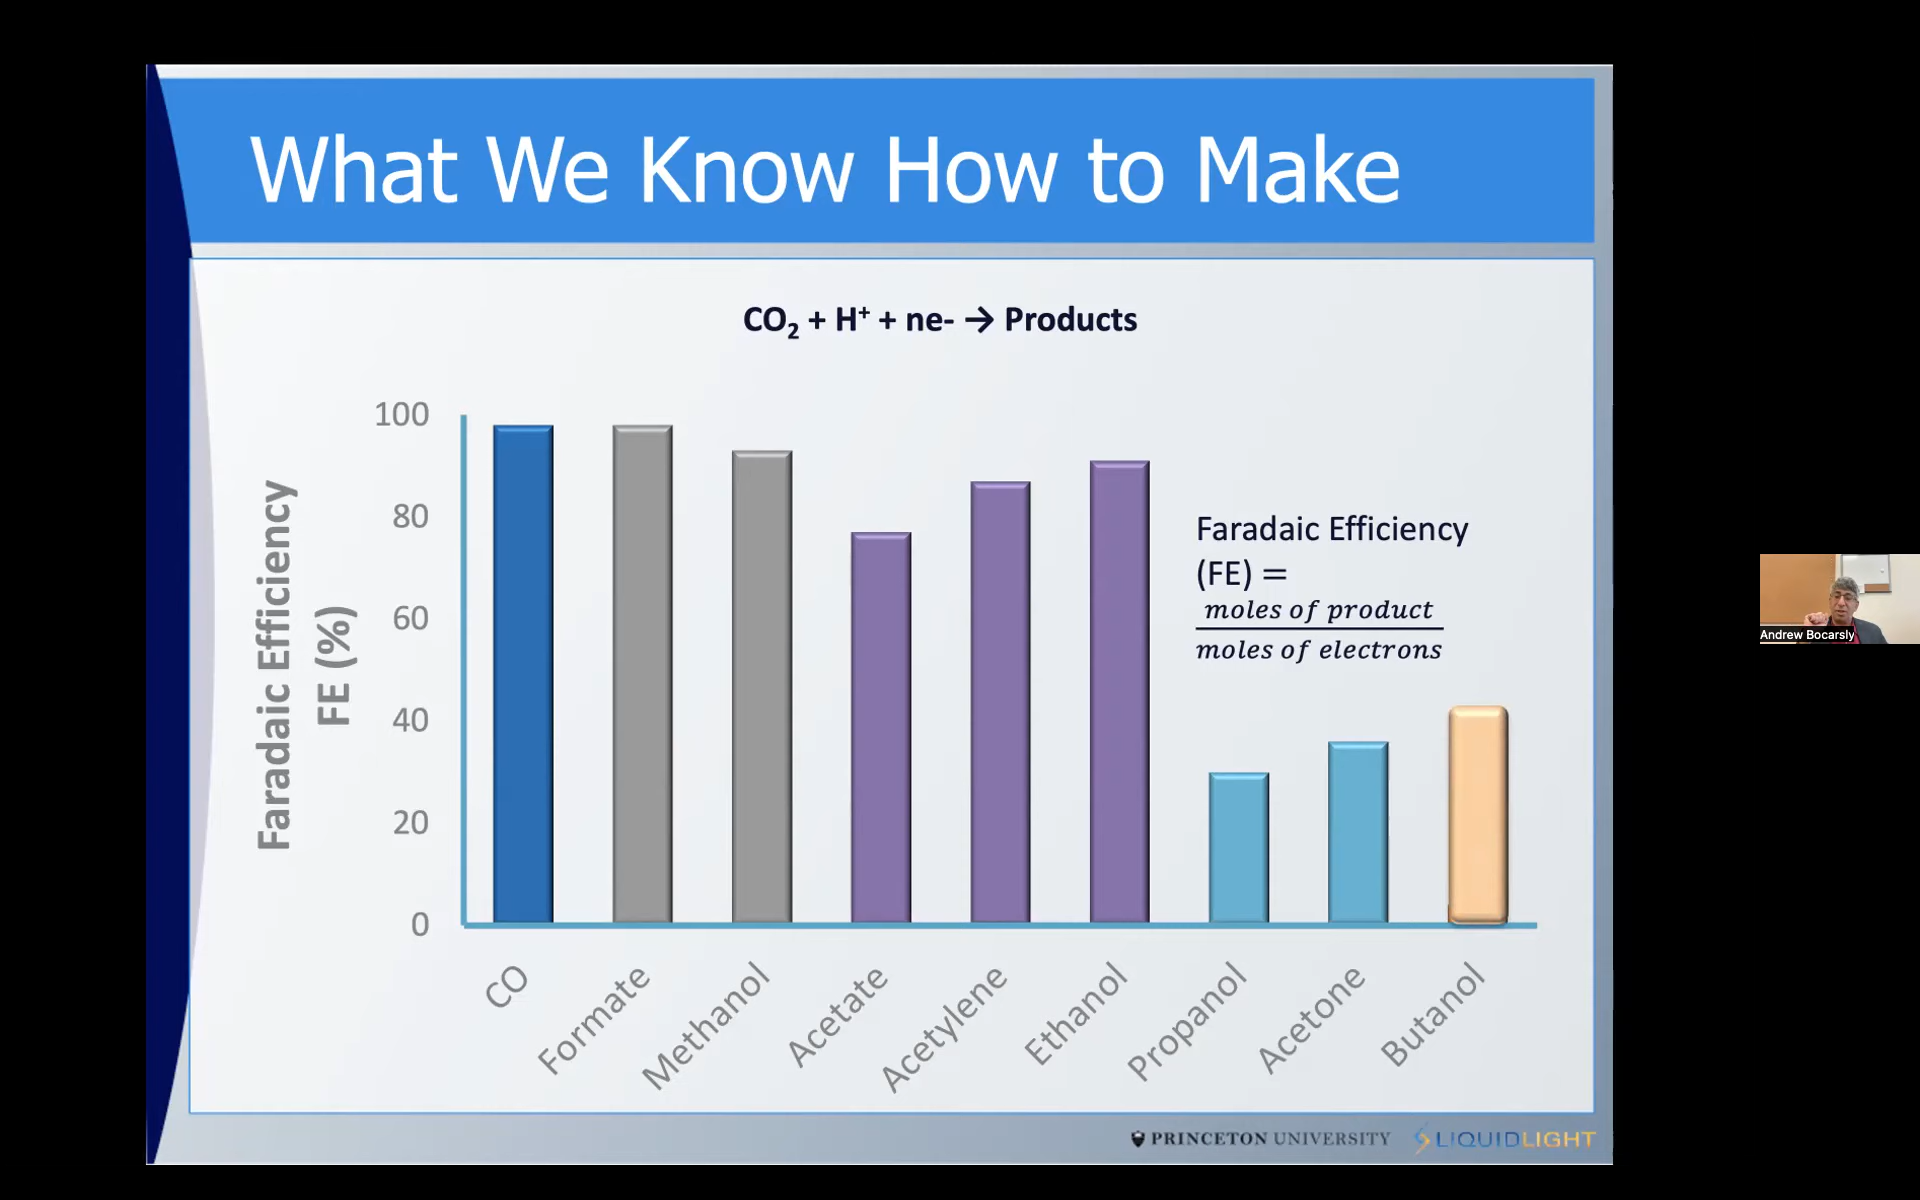 What We Know How to Make
CO₂ + H⁺ + ne- → Products
Faradaic Efficiency
FE (%)
100
80
60
40
20
0
Faradaic Efficiency
(FE) =
moles of product
moles of electrons
CO
Formate
Methanol
Acetate
Acetylene
Ethanol
Propanol
Acetone
Butanol
PRINCETON UNIVERSITY
LIQUIDLIGHT
Andrew Bocarsly